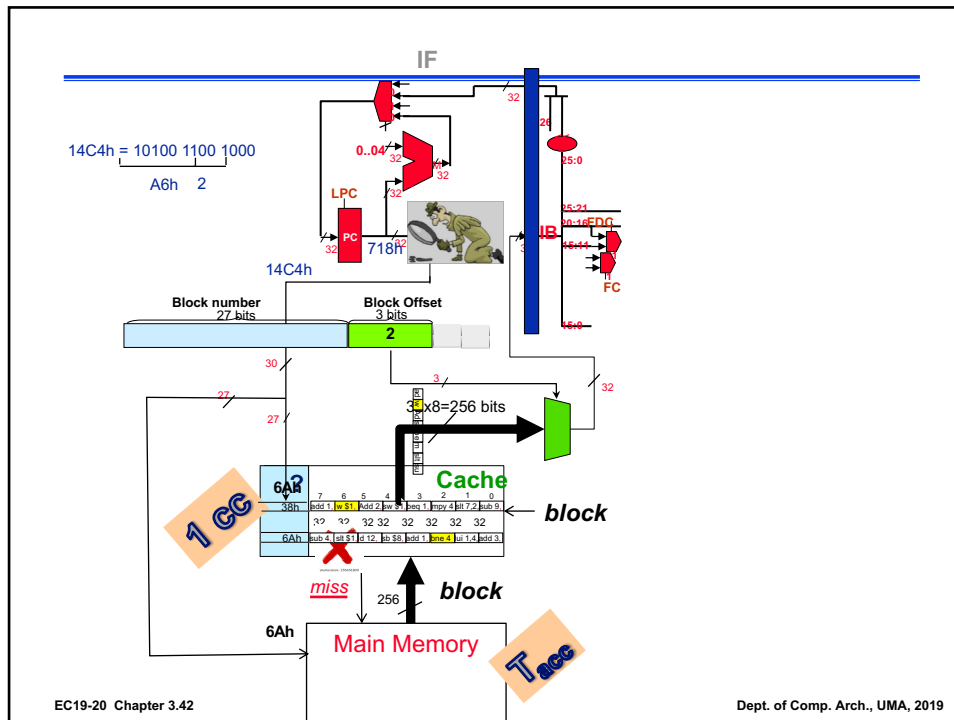 IF
32
26
14C4h = 10100 1100 1000
A6h 2
0..04
32
32
32
25:0
LPC
PC
32
32
718h
25:21
20:16
EDC
IB
15:11
FC
15:0
14C4h
Block number
27 bits
Block Offset
3 bits
2
30
3
32
27
27
x8=256 bits
Cache
?
6Ah
7 6 5 4 3 2 1 0
38h
add 1, lw $1, Add 2, sw $1, beq 1, mpy 4 slt 7,2, sub 9,
32 32 32 32 32 32 32 32
6Ah
sub 4, slt $1, d 12, sb $8, add 1, bne 4 lui 1,4, add 3,
block
1 cc
miss
256
block
6Ah
Main Memory
Tacc
EC19-20 Chapter 3.42
Dept. of Comp. Arch., UMA, 2019